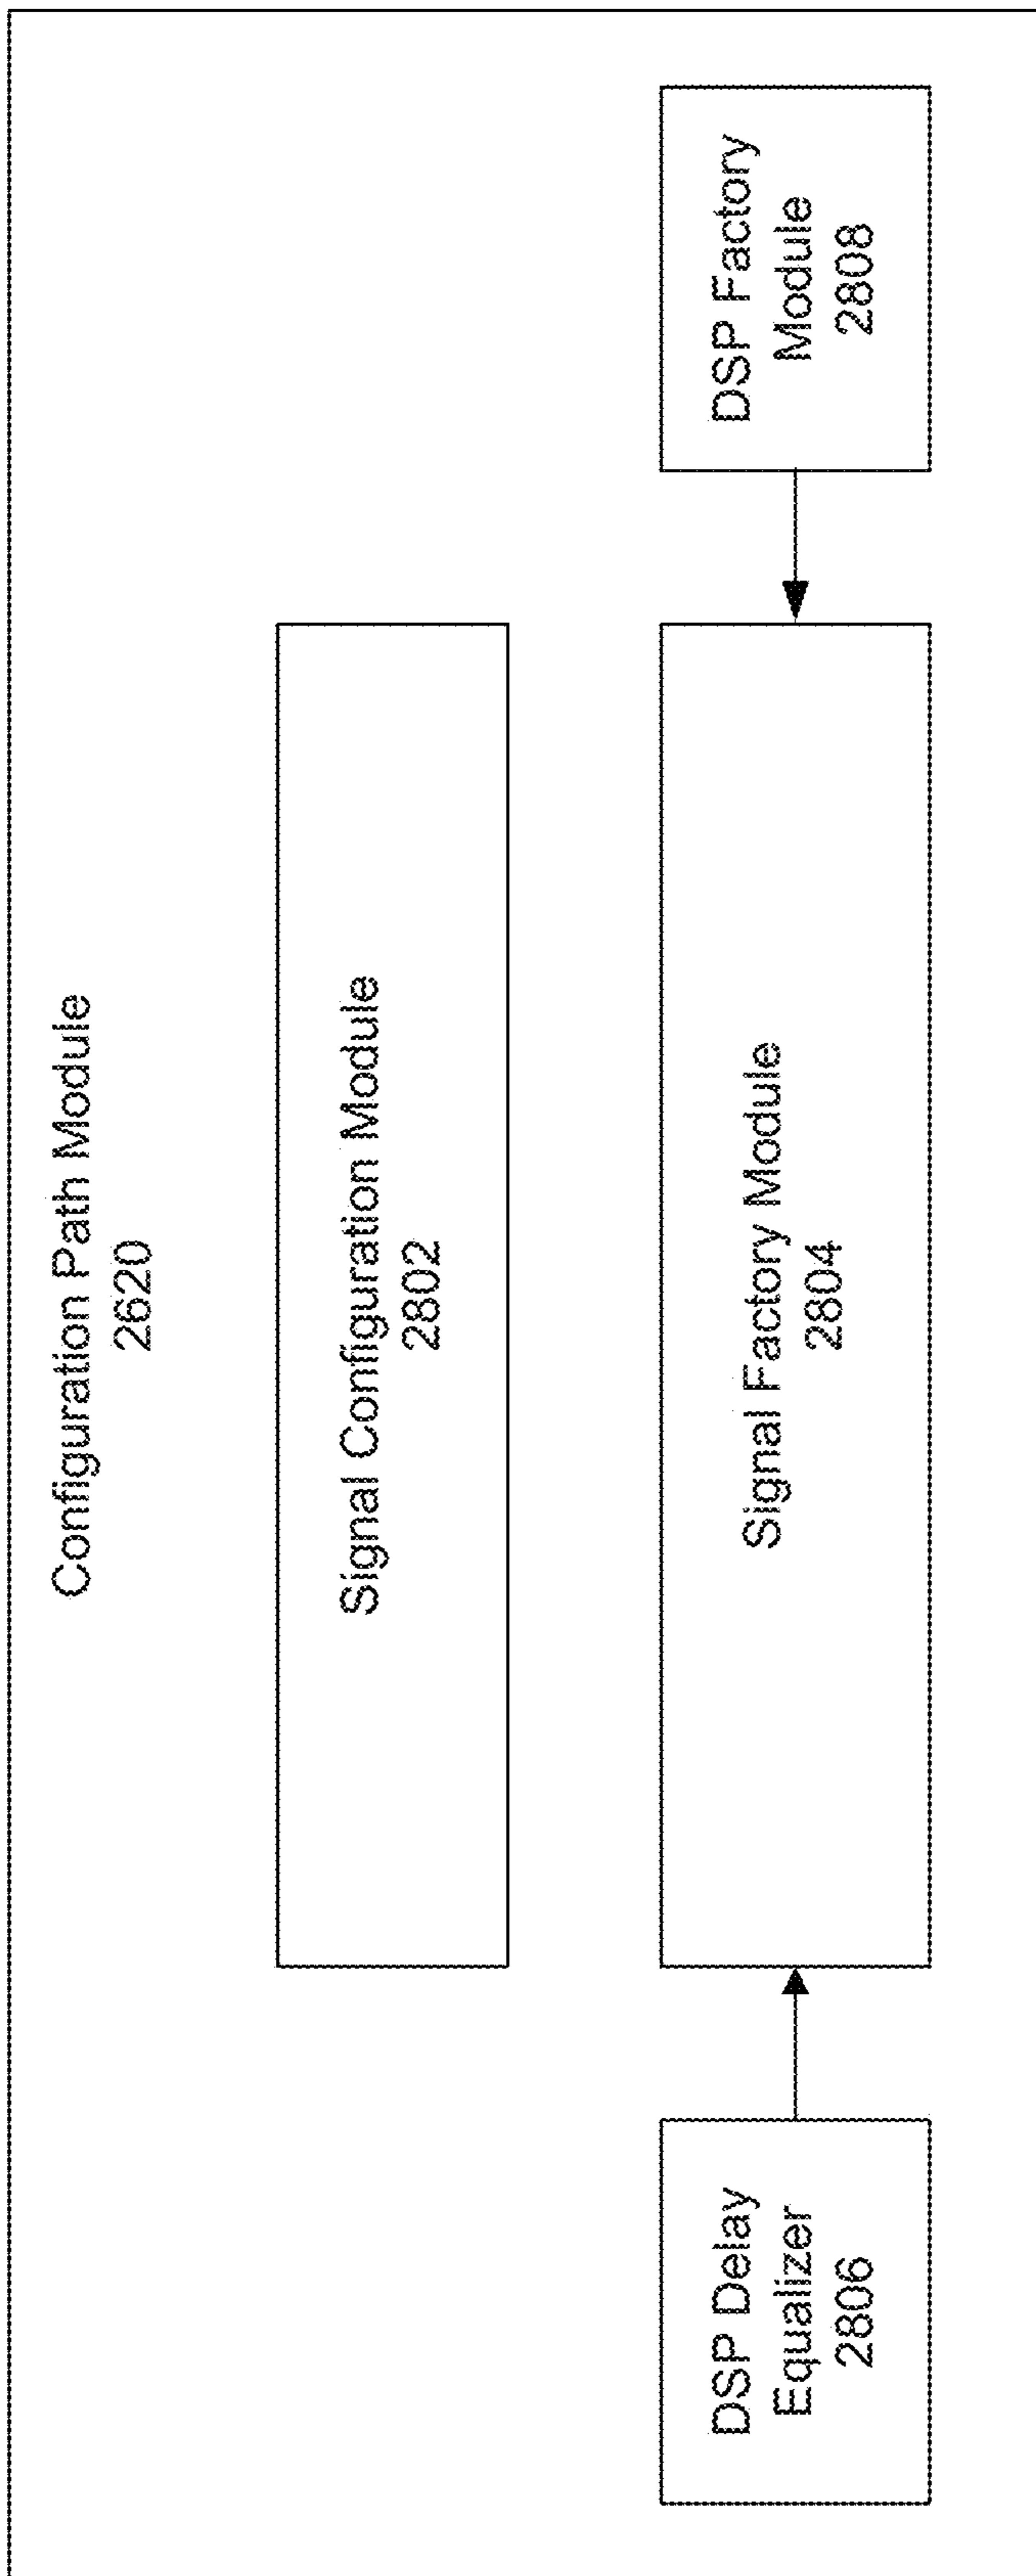 Configuration Path Module
2620
Signal Configuration Module
2802
DSP Delay
Equalizer
2806
Signal Factory Module
2804
DSP Factory
Module
2808